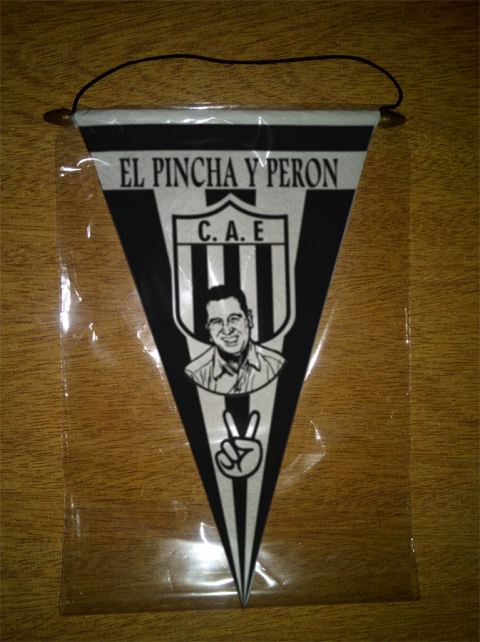 EL PINCHA Y PERON
C. A. E